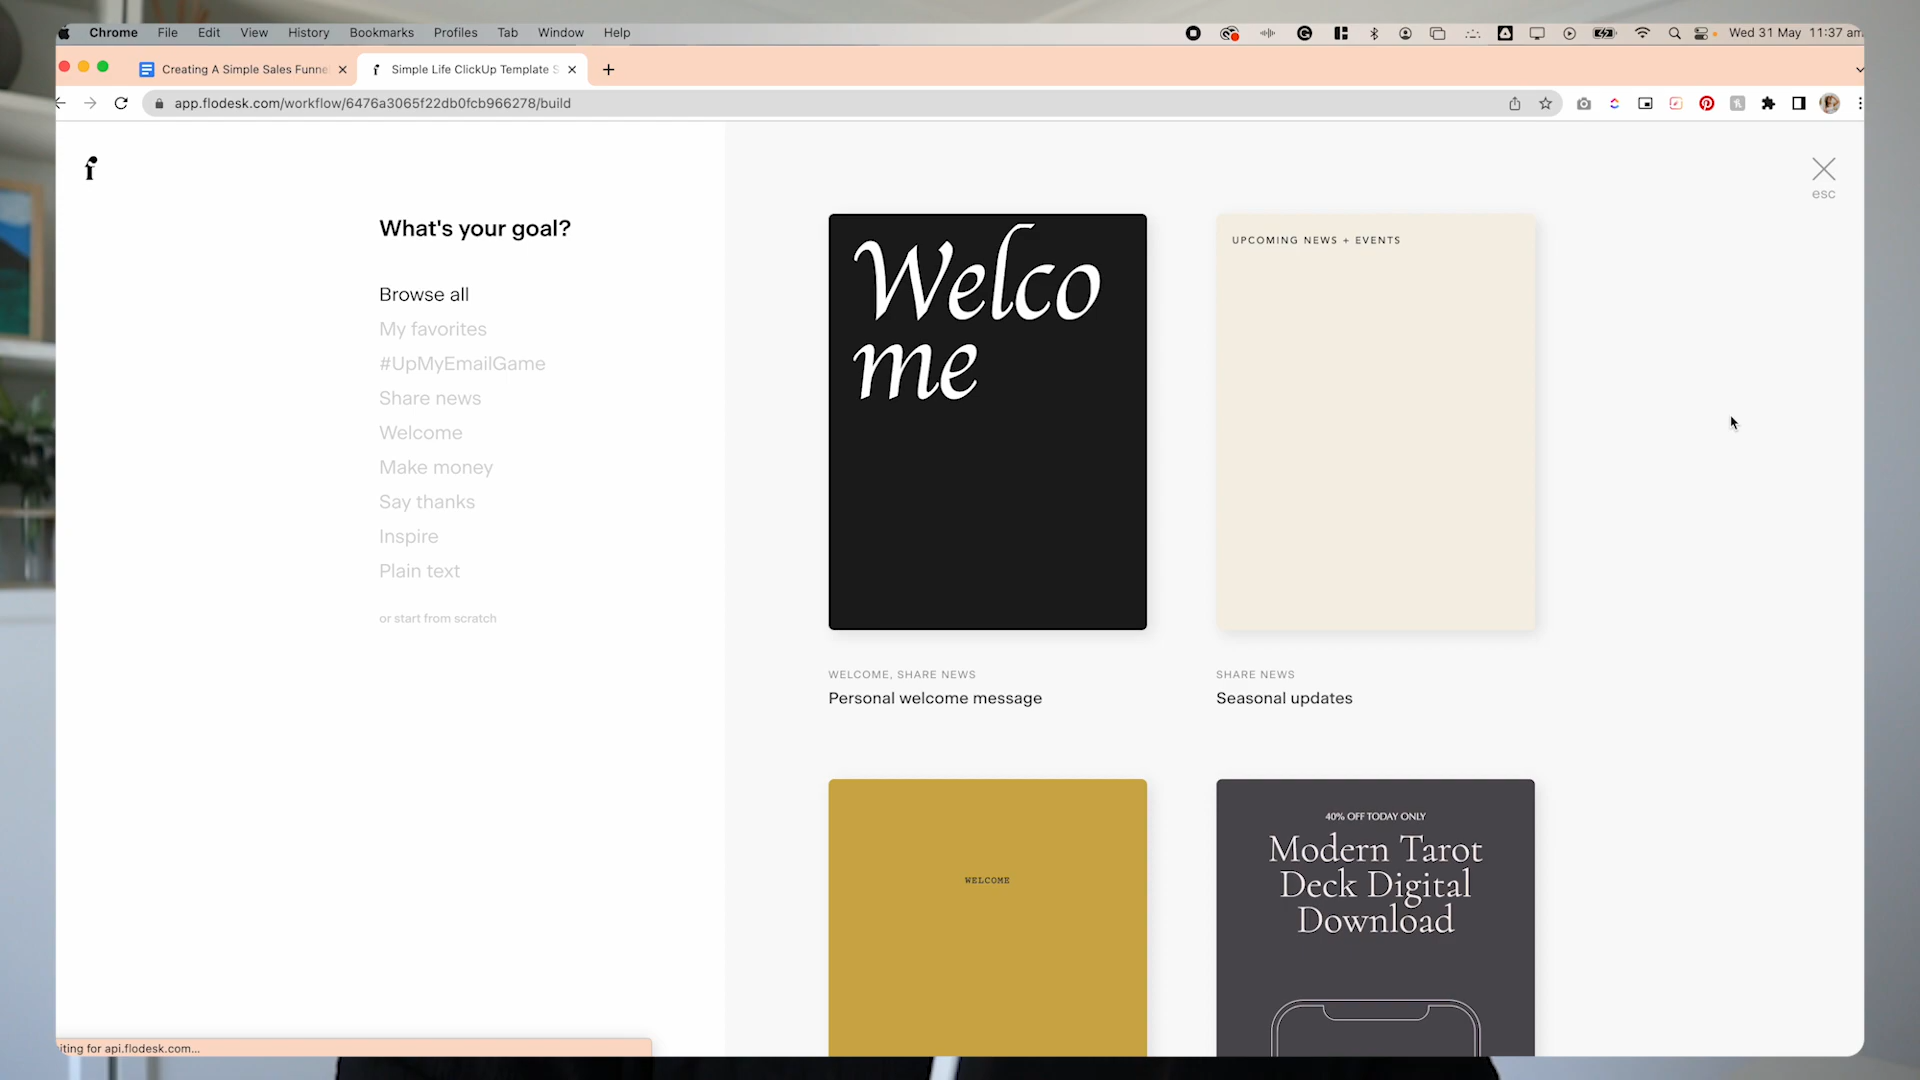 Chrome File Edit View History Bookmarks Profiles Tab Window Help Wed 31 May 11:37 am
Creating A Simple Sales Funne Simple Life ClickUp Template S
app.flodesk.com/workflow/6476a3065f22db0fcb966278/build
esc
What's your goal?
Browse all
My favorites
#UpMyEmailGame
Share news
Welcome
Make money
Say thanks
Inspire
Plain text
or start from scratch
Welco
me
WELCOME, SHARE NEWS
Personal welcome message
UPCOMING NEWS + EVENTS
SHARE NEWS
Seasonal updates
WELCOME
40% OFF TODAY ONLY
Modern Tarot
Deck Digital
Download
iting for api.flodesk.com...